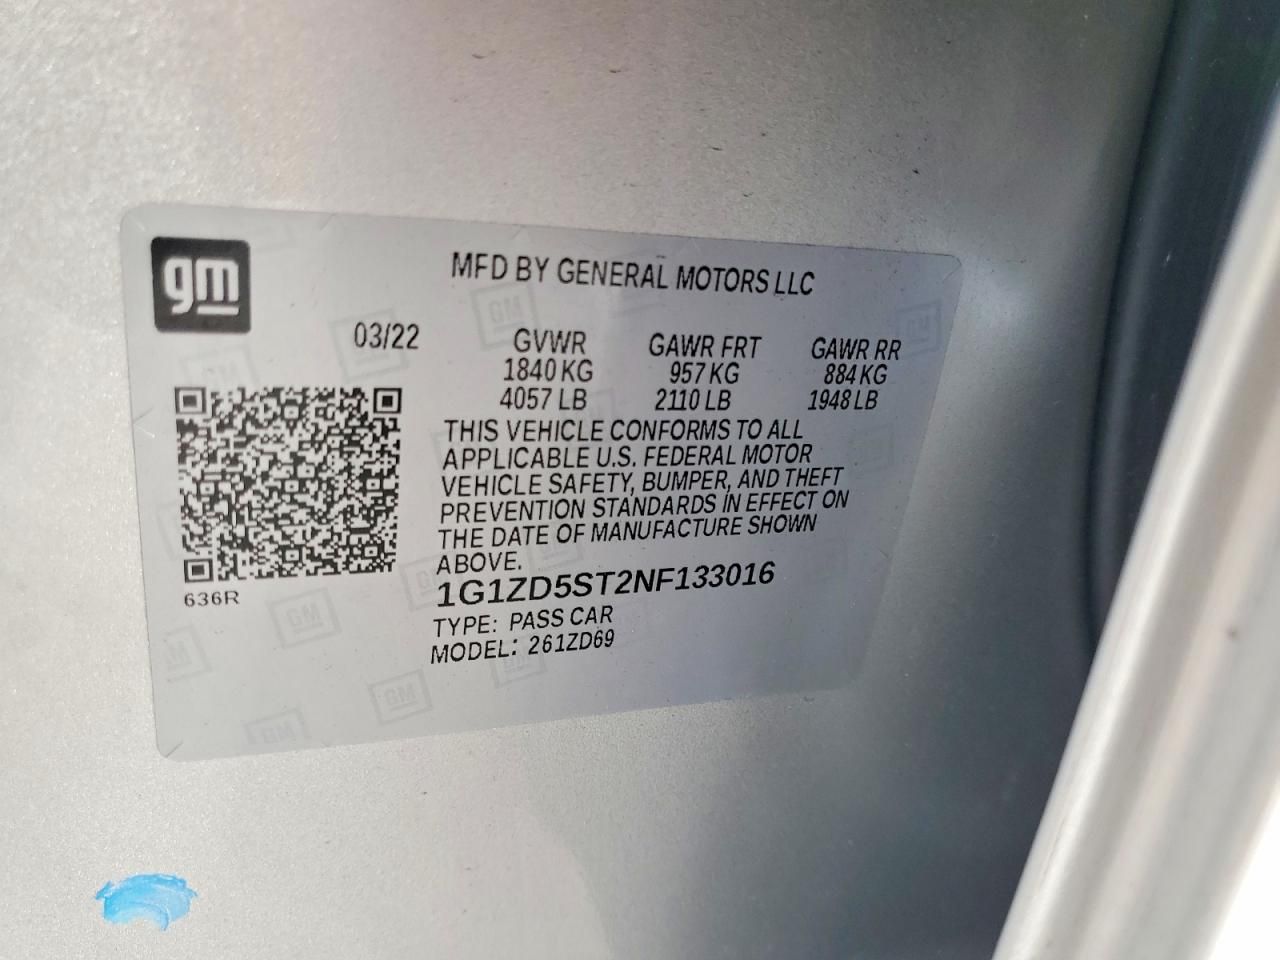 gm
MFD BY GENERAL MOTORS LLC
03/22
GVWR GAWR FRT GAWR RR
1840 KG 957 KG 884 KG
4057 LB 2110 LB 1948 LB
THIS VEHICLE CONFORMS TO ALL
APPLICABLE U.S. FEDERAL MOTOR
VEHICLE SAFETY, BUMPER, AND THEFT
PREVENTION STANDARDS IN EFFECT ON
THE DATE OF MANUFACTURE SHOWN
ABOVE.
1G1ZD5ST2NF133016
636R
TYPE: PASS CAR
MODEL: 261ZD69